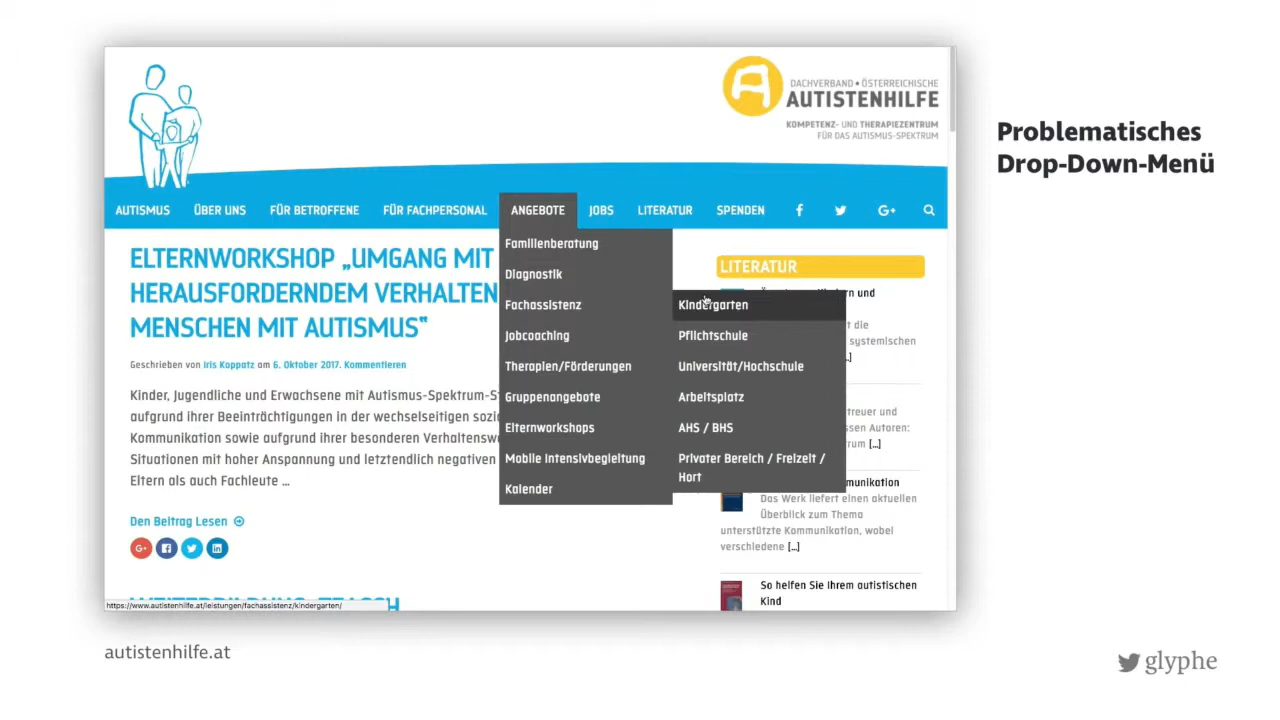 DACHVERBAND • ÖSTERREICHISCHE
AUTISTENHILFE
KOMPETENZ- UND THERAPIEZENTRUM
FÜR DAS AUTISMUS-SPEKTRUM
Problematisches
Drop-Down-Menü
AUTISMUS ÜBER UNS FÜR BETROFFENE FÜR FACHPERSONAL ANGEBOTE JOBS LITERATUR SPENDEN
ELTERNWORKSHOP „UMGANG MIT
HERAUSFORDERNDEM VERHALTEN
MENSCHEN MIT AUTISMUS“
Geschrieben von Iris Koppatz am 6. Oktober 2017. Kommentieren
Kinder, Jugendliche und Erwachsene mit Autismus-Spektrum-S
aufgrund ihrer Beeinträchtigungen in der wechselseitigen sozi
Kommunikation sowie aufgrund ihrer besonderen Verhaltensw
Situationen mit hoher Anspannung und letztendlich negativen
Eltern als auch Fachleute ...
Den Beitrag Lesen
Familienberatung
Diagnostik
Fachassistenz
Jobcoaching
Therapien/Förderungen
Gruppenangebote
Elternworkshops
Mobile Intensivbegleitung
Kalender
Kindergarten
Pflichtschule
Universität/Hochschule
Arbeitsplatz
AHS / BHS
Privater Bereich / Freizeit /
Hort
LITERATUR
n und
t die
systemischen
[...]
treuer und
ssen Autoren:
trum [...]
munikation
Das Werk liefert einen aktuellen
Überblick zum Thema
unterstützte Kommunikation, wobei
verschiedene [...]
So helfen Sie Ihrem autistischen
Kind
https://www.autistenhilfe.at/leistungen/fachassistenz/kindergarten/
autistenhilfe.at
glyphe